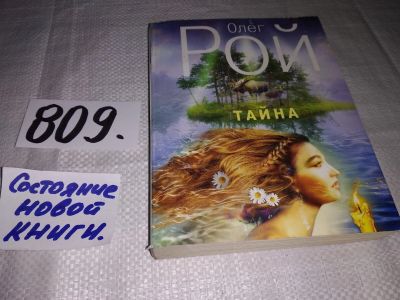 Олег
РОЙ
ТАЙНА
809.
Состояние
новой
книги.